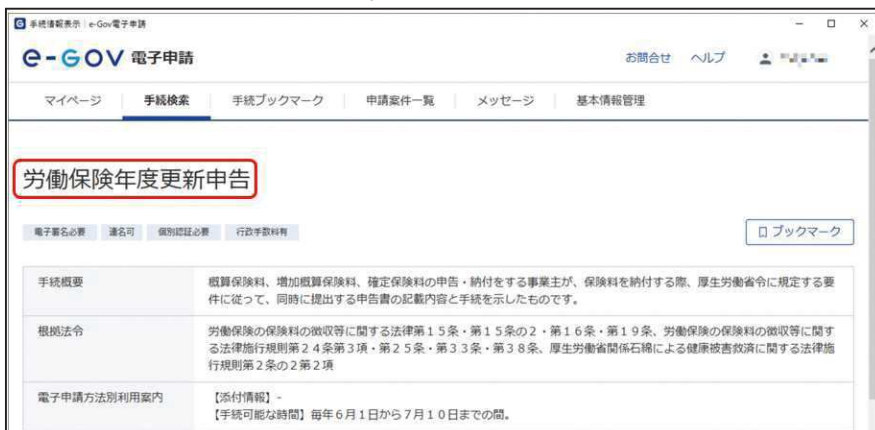 手続情報表示 | e-Gov電子申請
e-GOV 電子申請
お問合せ ヘルプ
マイページ 手続検索 手続ブックマーク 申請案件一覧 メッセージ 基本情報管理
労働保険年度更新申告
電子署名必要 連名可 個別認証必要 行政手数料有
ブックマーク
手続概要 概算保険料、増加概算保険料、確定保険料の申告・納付をする事業主が、保険料を納付する際、厚生労働省令に規定する要
件に従って、同時に提出する申告書の記載内容と手続を示したものです。
根拠法令 労働保険の保険料の徴収等に関する法律第15条・第15条の2・第16条・第19条、労働保険の保険料の徴収等に関す
る法律施行規則第24条第3項・第25条・第33条・第38条、厚生労働省関係石綿による健康被害救済に関する法律施
行規則第2条の2第2項
電子申請方法別利用案内 【添付情報】-
【手続可能な時間】毎年6月1日から7月10日までの間。